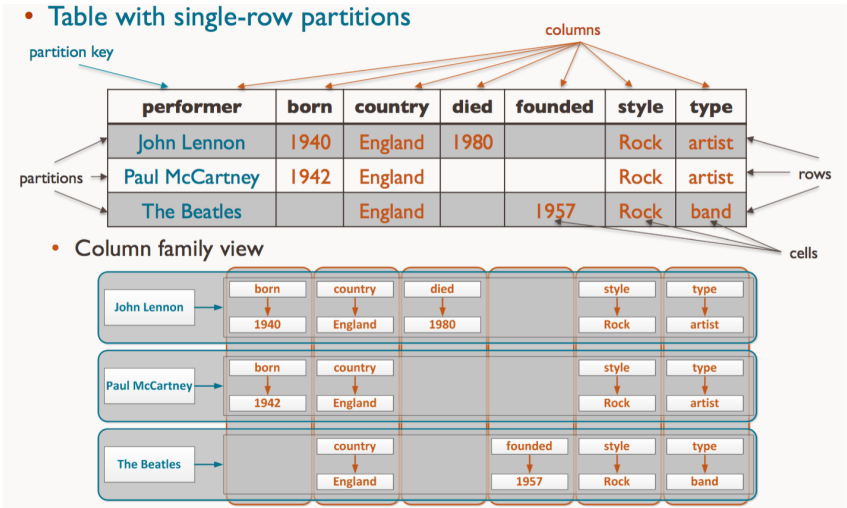 • Table with single-row partitions
columns
partition key
performer born country died founded style type
John Lennon 1940 England 1980 Rock artist
partitions Paul McCartney 1942 England Rock artist rows
The Beatles England 1957 Rock band
cells
• Column family view
born country died style type
John Lennon
1940 England 1980 Rock artist
born country style type
Paul McCartney
1942 England Rock artist
country founded style type
The Beatles
England 1957 Rock band